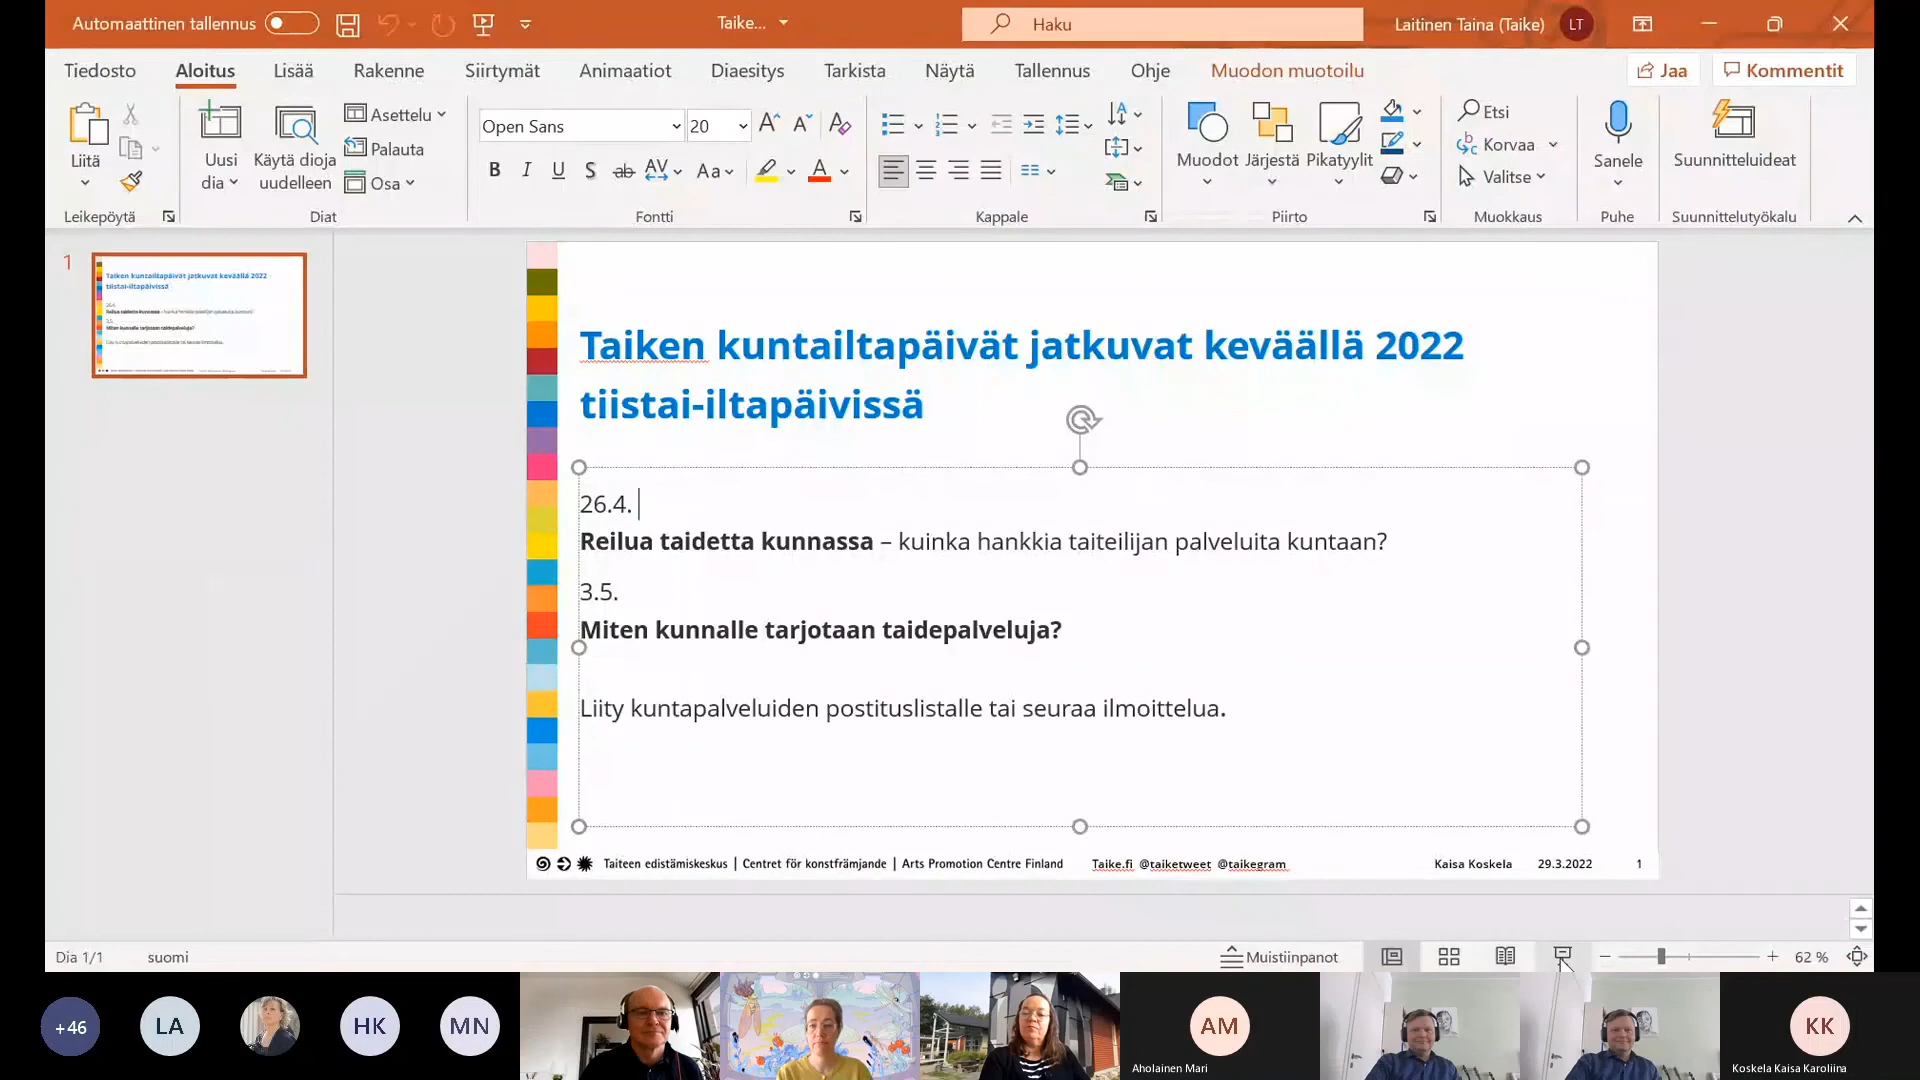 Automaattinen tallennus
Taike...
Haku
Laitinen Taina (Taike)
LT
Tiedosto
Aloitus
Lisää
Rakenne
Siirtymät
Animaatiot
Diaesitys
Tarkista
Näytä
Tallennus
Ohje
Muodon muotoilu
Jaa
Kommentit
Liitä
Uusi dia
Käytä dioja uudelleen
Asettelu
Palauta
Osa
Open Sans
20
Etsi
Korvaa
Valitse
Muodot
Järjestä
Pikatyylit
Sanele
Suunnitteluideat
Leikepöytä
Diat
Fontti
Kappale
Piirto
Muokkaus
Puhe
Suunnittelutyökalu
1
Taiken kuntailtapäivät jatkuvat keväällä 2022
tiistai-iltapäivissä
26.4.
Reilua taidetta kunnassa – kuinka hankkia taiteilijan palveluita kuntaan?
3.5.
Miten kunnalle tarjotaan taidepalveluja?
Liity kuntapalveluiden postituslistalle tai seuraa ilmoittelua.
Taiteen edistämiskeskus | Centret för konstfrämjande | Arts Promotion Centre Finland
Taike.fi @taiketweet @taikegram
Kaisa Koskela
29.3.2022
1
Dia 1/1
suomi
Muistiinpanot
62 %
+46
LA
HK
MN
AM
Aholainen Mari
KK
Koskela Kaisa Karoliina